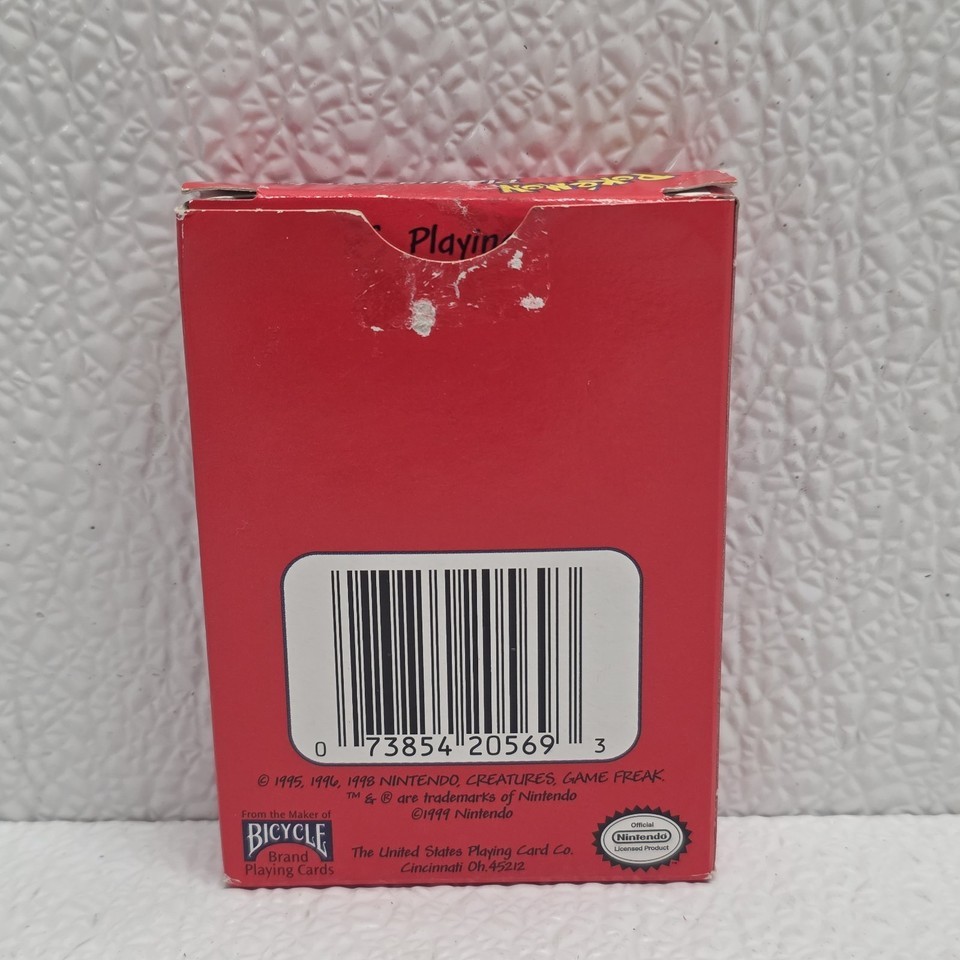 POKéMON
Playing
0 73854 20569 3
© 1995, 1996, 1998 NINTENDO, CREATURES, GAME FREAK.
™ & ® are trademarks of Nintendo
©1999 Nintendo
From the Maker of
BICYCLE
Brand
Playing Cards
The United States Playing Card Co.
Cincinnati Oh.45212
Official
Nintendo
Licensed Product